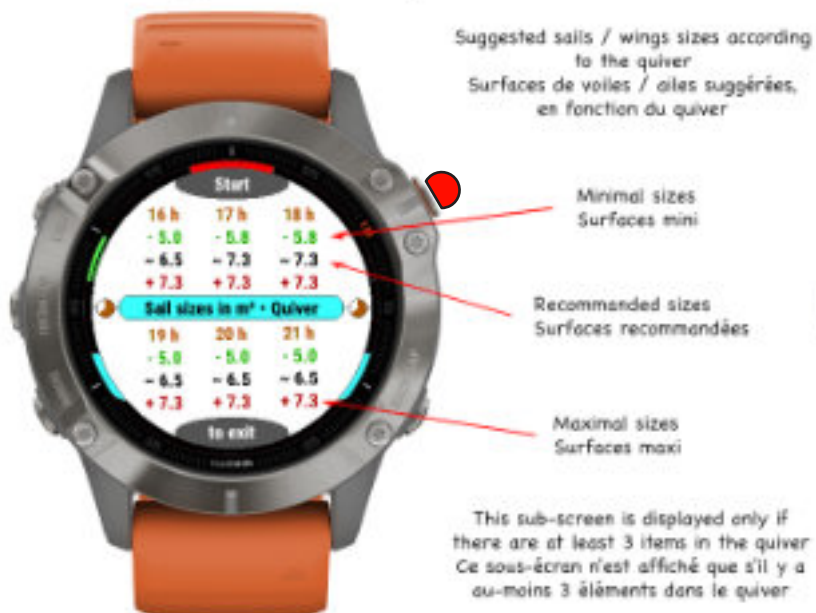 Suggested sails / wings sizes according
to the quiver
Surfaces de voiles / ailes suggérées,
en fonction du quiver
Start
16 h 17 h 18 h
- 5.0 - 5.8 - 5.8
~ 6.5 ~ 7.3 ~ 7.3
+ 7.3 + 7.3 + 7.3
Sail sizes in m² • Quiver
19 h 20 h 21 h
- 5.0 - 5.0 - 5.0
~ 6.5 ~ 6.5 ~ 6.5
+ 7.3 + 7.3 + 7.3
to exit
Minimal sizes
Surfaces mini
Recommanded sizes
Surfaces recommandées
Maximal sizes
Surfaces maxi
This sub-screen is displayed only if
there are at least 3 items in the quiver
Ce sous-écran n'est affiché que s'il y a
au-moins 3 éléments dans le quiver